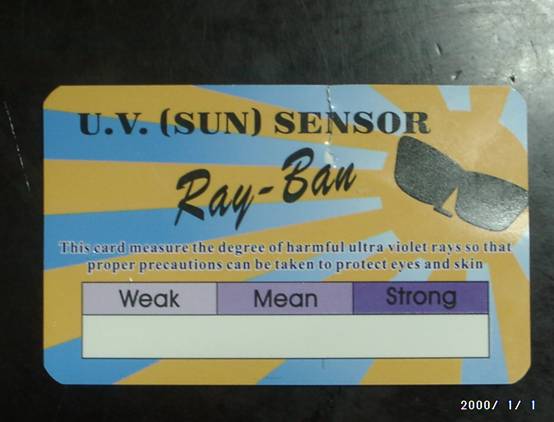 U.V. (SUN) SENSOR
Ray-Ban
This card measure the degree of harmful ultra violet rays so that
proper precautions can be taken to protect eyes and skin
Weak Mean Strong
2000/ 1/ 1